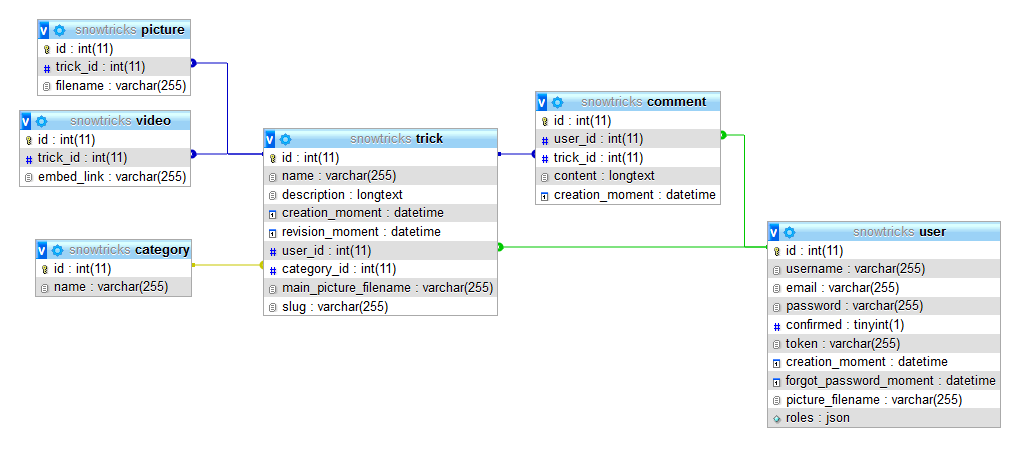 v snowtricks picture
id : int(11)
# trick_id : int(11)
filename : varchar(255)
v snowtricks video
id : int(11)
# trick_id : int(11)
embed_link : varchar(255)
v snowtricks category
id : int(11)
name : varchar(255)
v snowtricks trick
id : int(11)
name : varchar(255)
description : longtext
creation_moment : datetime
revision_moment : datetime
# user_id : int(11)
# category_id : int(11)
main_picture_filename : varchar(255)
slug : varchar(255)
v snowtricks comment
id : int(11)
# user_id : int(11)
# trick_id : int(11)
content : longtext
creation_moment : datetime
v snowtricks user
id : int(11)
username : varchar(255)
email : varchar(255)
password : varchar(255)
# confirmed : tinyint(1)
token : varchar(255)
creation_moment : datetime
forgot_password_moment : datetime
picture_filename : varchar(255)
roles : json